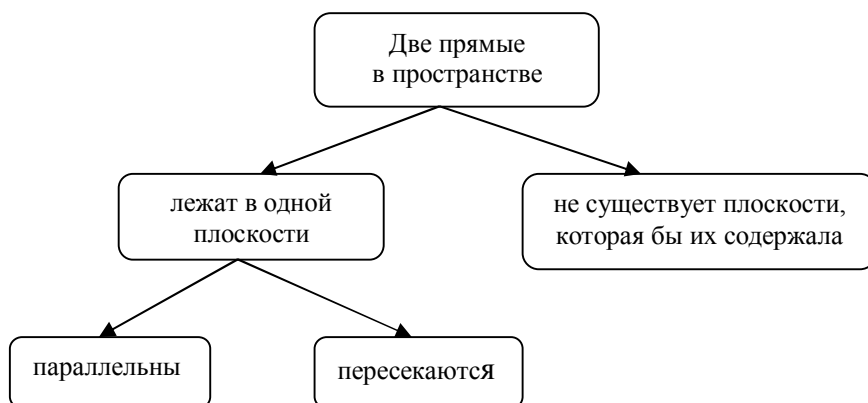 Две прямые
в пространстве
лежат в одной
плоскости
не существует плоскости,
которая бы их содержала
параллельны
пересекаются